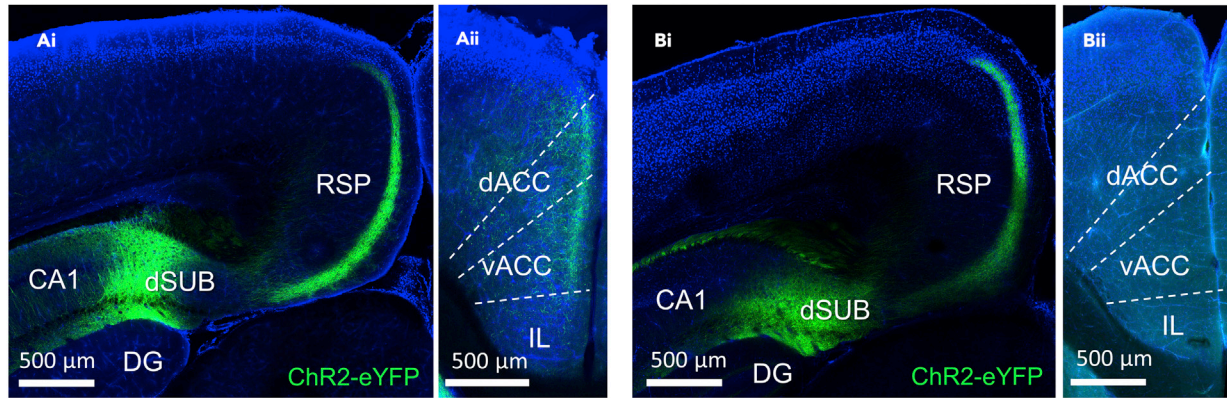 Ai
RSP
CA1
dSUB
DG
500 µm
ChR2-eYFP
Aii
dACC
vACC
IL
500 µm
Bi
RSP
CA1
dSUB
DG
500 µm
ChR2-eYFP
Bii
dACC
vACC
IL
500 µm